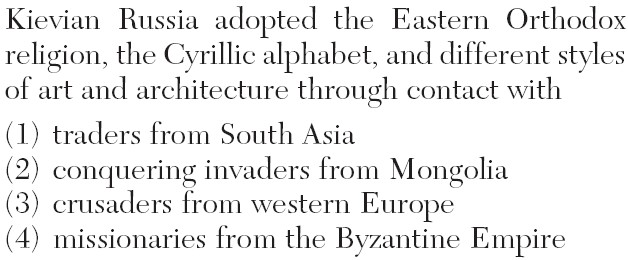 Kievian Russia adopted the Eastern Orthodox
religion, the Cyrillic alphabet, and different styles
of art and architecture through contact with
(1) traders from South Asia
(2) conquering invaders from Mongolia
(3) crusaders from western Europe
(4) missionaries from the Byzantine Empire